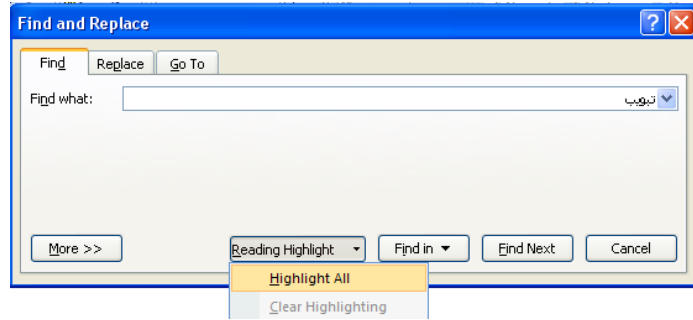 Find and Replace
Find Replace Go To
Find what: تبويب
More >> Reading Highlight Find in Find Next Cancel
Highlight All
Clear Highlighting